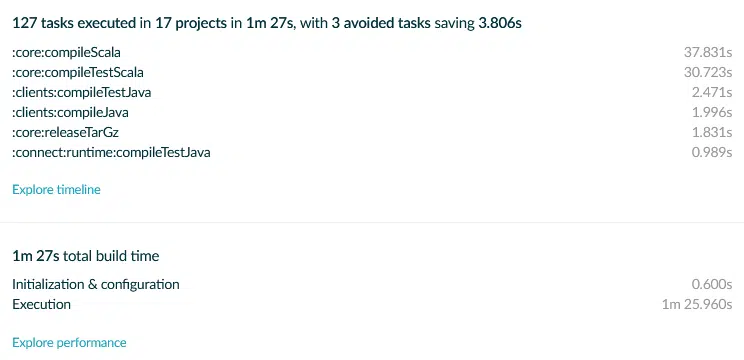 127 tasks executed in 17 projects in 1m 27s, with 3 avoided tasks saving 3.806s
:core:compileScala 37.831s
:core:compileTestScala 30.723s
:clients:compileTestJava 2.471s
:clients:compileJava 1.996s
:core:releaseTarGz 1.831s
:connect:runtime:compileTestJava 0.989s
Explore timeline
1m 27s total build time
Initialization & configuration 0.600s
Execution 1m 25.960s
Explore performance